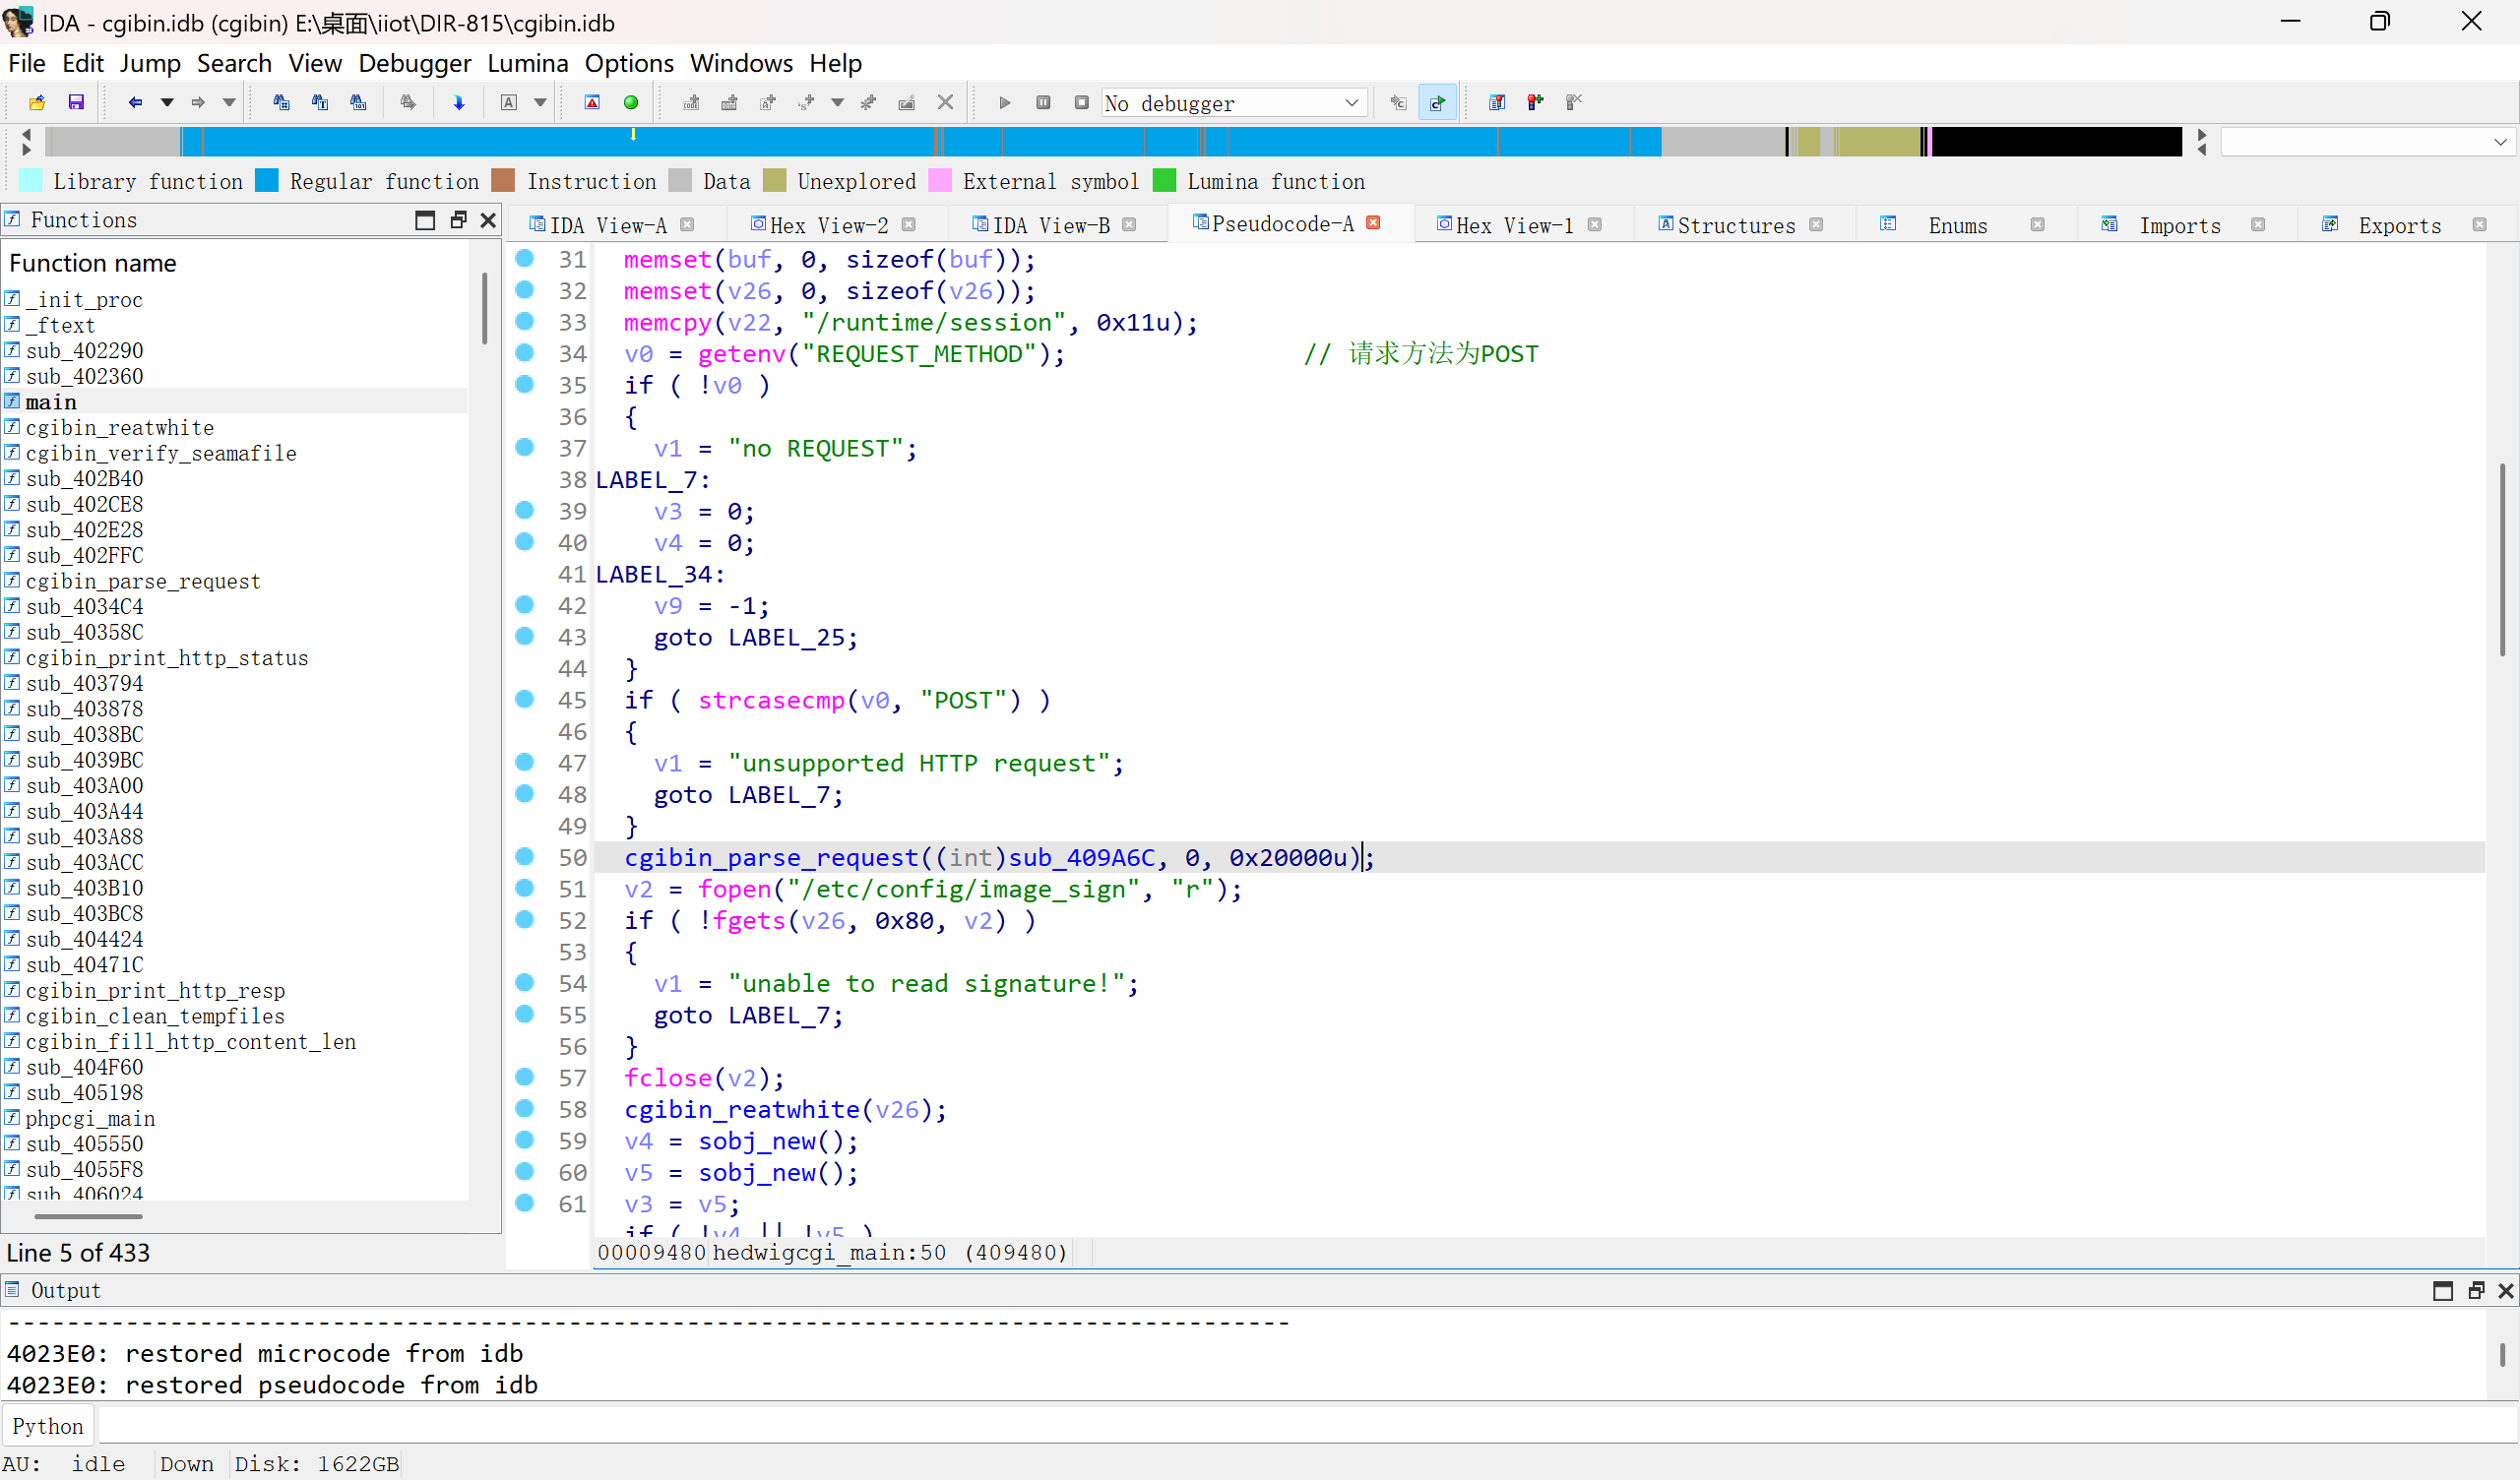 IDA - cgibin.idb (cgibin) E:\桌面\iiot\DIR-815\cgibin.idb
File Edit Jump Search View Debugger Lumina Options Windows Help
No debugger
Library function Regular function Instruction Data Unexplored External symbol Lumina function
Functions
Function name
_init_proc
_ftext
sub_402290
sub_402360
main
cgibin_reatwhite
cgibin_verify_seamafile
sub_402B40
sub_402CE8
sub_402E28
sub_402FFC
cgibin_parse_request
sub_4034C4
sub_40358C
cgibin_print_http_status
sub_403794
sub_403878
sub_4038BC
sub_4039BC
sub_403A00
sub_403A44
sub_403A88
sub_403ACC
sub_403B10
sub_403BC8
sub_404424
sub_40471C
cgibin_print_http_resp
cgibin_clean_tempfiles
cgibin_fill_http_content_len
sub_404F60
sub_405198
phpcgi_main
sub_405550
sub_4055F8
sub_406024
Line 5 of 433
IDA View-A Hex View-2 IDA View-B Pseudocode-A Hex View-1 Structures Enums Imports Exports
31 memset(buf, 0, sizeof(buf));
32 memset(v26, 0, sizeof(v26));
33 memcpy(v22, "/runtime/session", 0x11u);
34 v0 = getenv("REQUEST_METHOD"); // 请求方法为POST
35 if ( !v0 )
36 {
37 v1 = "no REQUEST";
38 LABEL_7:
39 v3 = 0;
40 v4 = 0;
41 LABEL_34:
42 v9 = -1;
43 goto LABEL_25;
44 }
45 if ( strcasecmp(v0, "POST") )
46 {
47 v1 = "unsupported HTTP request";
48 goto LABEL_7;
49 }
50 cgibin_parse_request((int)sub_409A6C, 0, 0x20000u);
51 v2 = fopen("/etc/config/image_sign", "r");
52 if ( !fgets(v26, 0x80, v2) )
53 {
54 v1 = "unable to read signature!";
55 goto LABEL_7;
56 }
57 fclose(v2);
58 cgibin_reatwhite(v26);
59 v4 = sobj_new();
60 v5 = sobj_new();
61 v3 = v5;
if ( !v4 || !v5 )
00009480 hedwigcgi_main:50 (409480)
Output
4023E0: restored microcode from idb
4023E0: restored pseudocode from idb
Python
AU: idle Down Disk: 1622GB